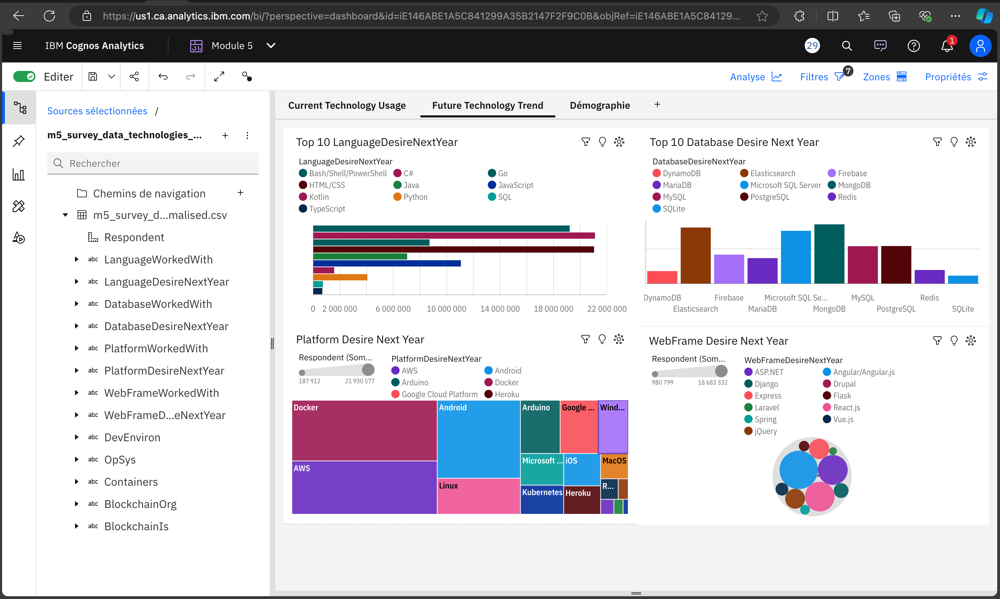 https://us1.ca.analytics.ibm.com/bi/?perspective=dashboard&id=iE146ABE1A5C841299A35B2147F2F9C0B&objRef=iE146ABE1A5C84129...
IBM Cognos Analytics
Module 5
29
1
Editer
Analyse
Filtres
7
Zones
Propriétés
Sources sélectionnées /
m5_survey_data_technologies_...
Rechercher
Chemins de navigation
m5_survey_d...malised.csv
Respondent
abc LanguageWorkedWith
abc LanguageDesireNextYear
abc DatabaseWorkedWith
abc DatabaseDesireNextYear
abc PlatformWorkedWith
abc PlatformDesireNextYear
abc WebFrameWorkedWith
abc WebFrameD...eNextYear
abc DevEnviron
abc OpSys
abc Containers
abc BlockchainOrg
abc BlockchainIs
Current Technology Usage
Future Technology Trend
Démographie
Top 10 LanguageDesireNextYear
LanguageDesireNextYear
Bash/Shell/PowerShell C# Go
HTML/CSS Java JavaScript
Kotlin Python SQL
TypeScript
0 2 000 000 6 000 000 10 000 000 14 000 000 18 000 000 22 000 000
Top 10 Database Desire Next Year
DatabaseDesireNextYear
DynamoDB Elasticsearch Firebase
MariaDB Microsoft SQL Server MongoDB
MySQL PostgreSQL Redis
SQLite
DynamoDB Firebase Microsoft SQL Se... MySQL Redis
Elasticsearch MariaDB MongoDB PostgreSQL SQLite
Platform Desire Next Year
Respondent (Som...
187 912 21 930 577
PlatformDesireNextYear
AWS Android
Arduino Docker
Google Cloud Platform Heroku
Docker
Android
Arduino
Google ...
Wind...
AWS
Linux
Microsoft ...
iOS
MacOS
Kubernetes
Heroku
R...
WebFrame Desire Next Year
Respondent (Som...
980 799 18 683 332
WebFrameDesireNextYear
ASP.NET Angular/Angular.js
Django Drupal
Express Flask
Laravel React.js
Spring Vue.js
jQuery